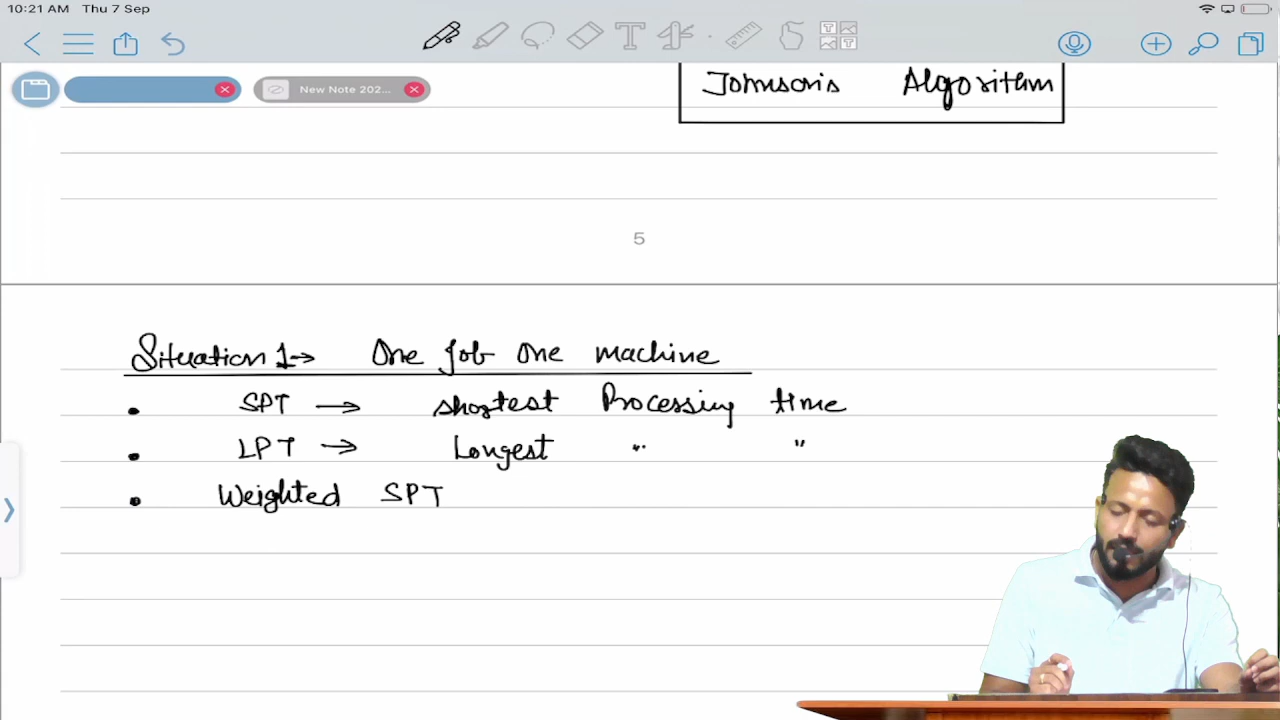 10:21 AM Thu 7 Sep
New Note 202...
Johnson's Algorithm
5
Situation 1→ One job One machine
• SPT → Shortest Processing time
• LPT → Longest " "
• Weighted SPT